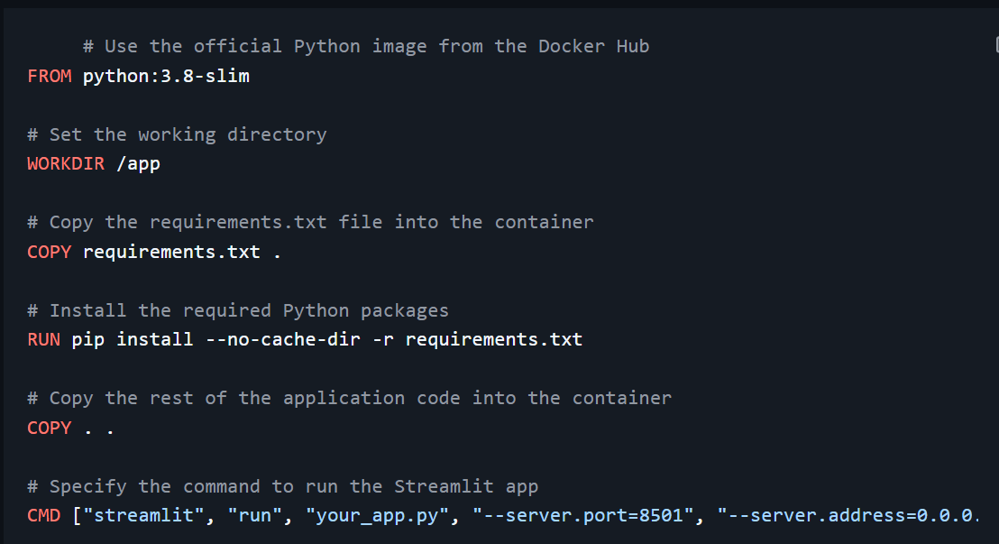 # Use the official Python image from the Docker Hub
FROM python:3.8-slim
# Set the working directory
WORKDIR /app
# Copy the requirements.txt file into the container
COPY requirements.txt .
# Install the required Python packages
RUN pip install --no-cache-dir -r requirements.txt
# Copy the rest of the application code into the container
COPY . .
# Specify the command to run the Streamlit app
CMD ["streamlit", "run", "your_app.py", "--server.port=8501", "--server.address=0.0.0.